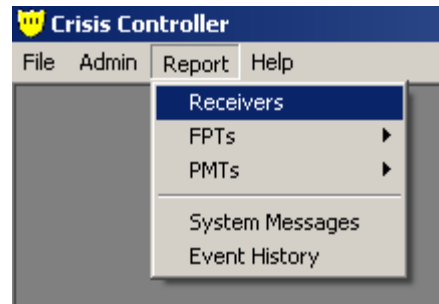 Crisis Controller
File Admin Report Help
Receivers
FPTs
PMTs
System Messages
Event History